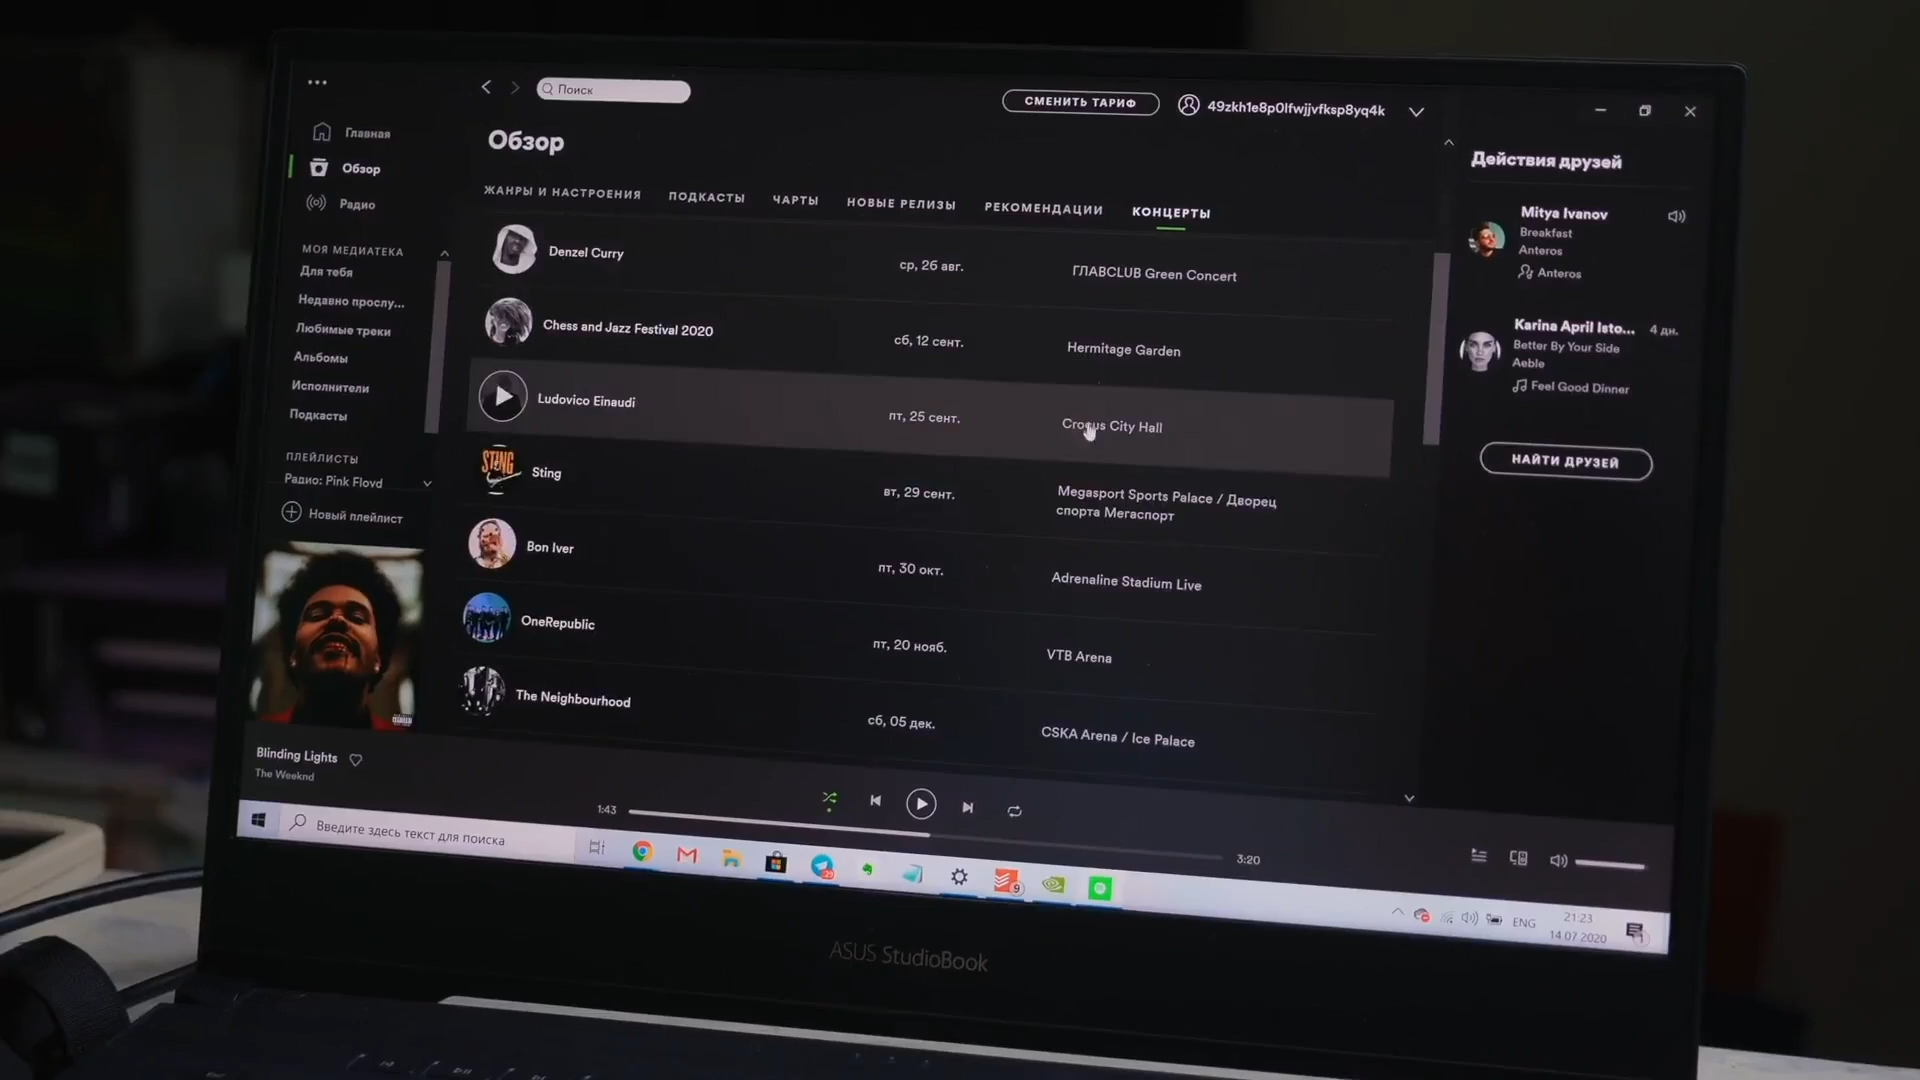 Поиск
СМЕНИТЬ ТАРИФ
49zkh1e8p0lfwjjvfksp8yq4k
Главная
Обзор
Радио
МОЯ МЕДИАТЕКА
Для тебя
Недавно прослу...
Любимые треки
Альбомы
Исполнители
Подкасты
ПЛЕЙЛИСТЫ
Радио: Pink Floyd
Новый плейлист
Обзор
ЖАНРЫ И НАСТРОЕНИЯ ПОДКАСТЫ ЧАРТЫ НОВЫЕ РЕЛИЗЫ РЕКОМЕНДАЦИИ КОНЦЕРТЫ
Denzel Curry ср, 26 авг. ГЛАВCLUB Green Concert
Chess and Jazz Festival 2020 сб, 12 сент. Hermitage Garden
Ludovico Einaudi пт, 25 сент. Crocus City Hall
STING
Sting вт, 29 сент. Megasport Sports Palace / Дворец
спорта Мегаспорт
Bon Iver пт, 30 окт. Adrenaline Stadium Live
OneRepublic пт, 20 нояб. VTB Arena
The Neighbourhood сб, 05 дек. CSKA Arena / Ice Palace
Действия друзей
Mitya Ivanov
Breakfast
Anteros
Anteros
Karina April Isto... 4 дн.
Better By Your Side
Aeble
Feel Good Dinner
НАЙТИ ДРУЗЕЙ
Blinding Lights
The Weeknd
1:43
3:20
Введите здесь текст для поиска
29
9
ENG
21:23
14.07.2020
1
ASUS StudioBook